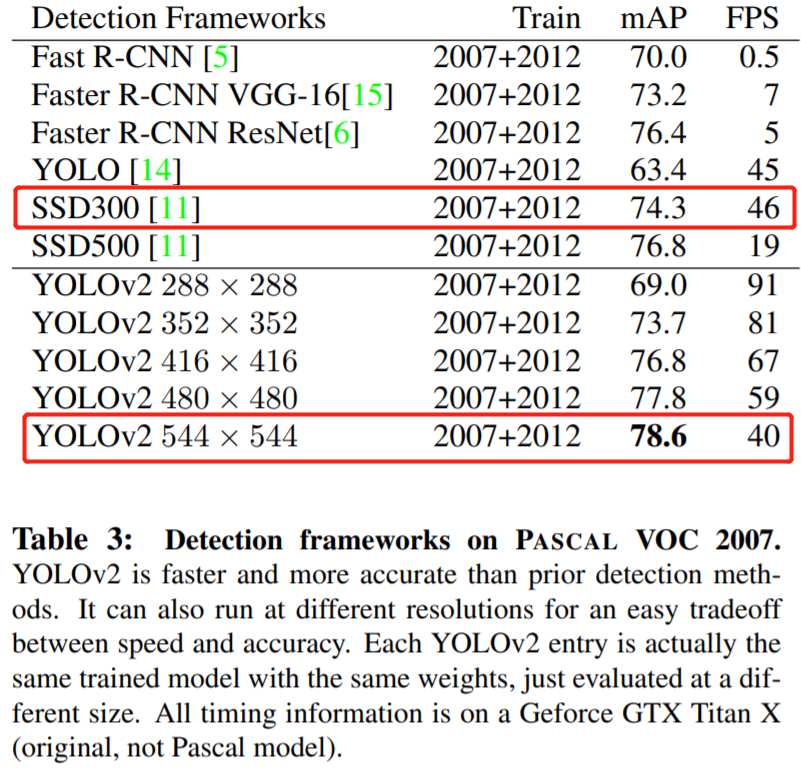 Detection Frameworks Train mAP FPS
Fast R-CNN [5] 2007+2012 70.0 0.5
Faster R-CNN VGG-16[15] 2007+2012 73.2 7
Faster R-CNN ResNet[6] 2007+2012 76.4 5
YOLO [14] 2007+2012 63.4 45
SSD300 [11] 2007+2012 74.3 46
SSD500 [11] 2007+2012 76.8 19
YOLOv2 288 × 288 2007+2012 69.0 91
YOLOv2 352 × 352 2007+2012 73.7 81
YOLOv2 416 × 416 2007+2012 76.8 67
YOLOv2 480 × 480 2007+2012 77.8 59
YOLOv2 544 × 544 2007+2012 78.6 40
Table 3: Detection frameworks on PASCAL VOC 2007.
YOLOv2 is faster and more accurate than prior detection meth-
ods. It can also run at different resolutions for an easy tradeoff
between speed and accuracy. Each YOLOv2 entry is actually the
same trained model with the same weights, just evaluated at a dif-
ferent size. All timing information is on a Geforce GTX Titan X
(original, not Pascal model).